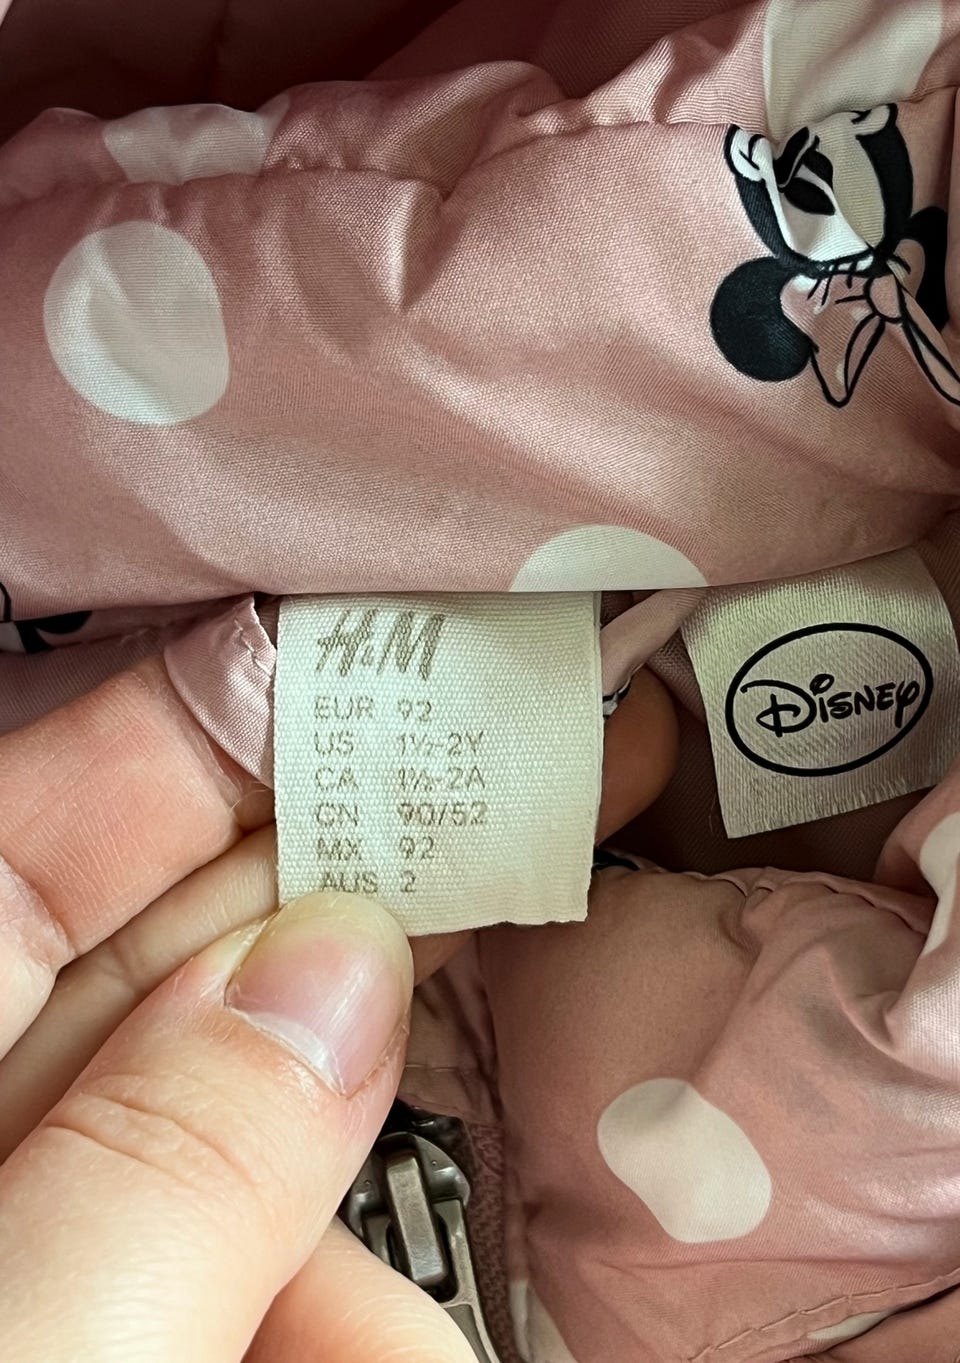 H&M
EUR 92
US 1½-2Y
CA 1½-2A
CN 90/52
MX 92
AUS 2
Disney